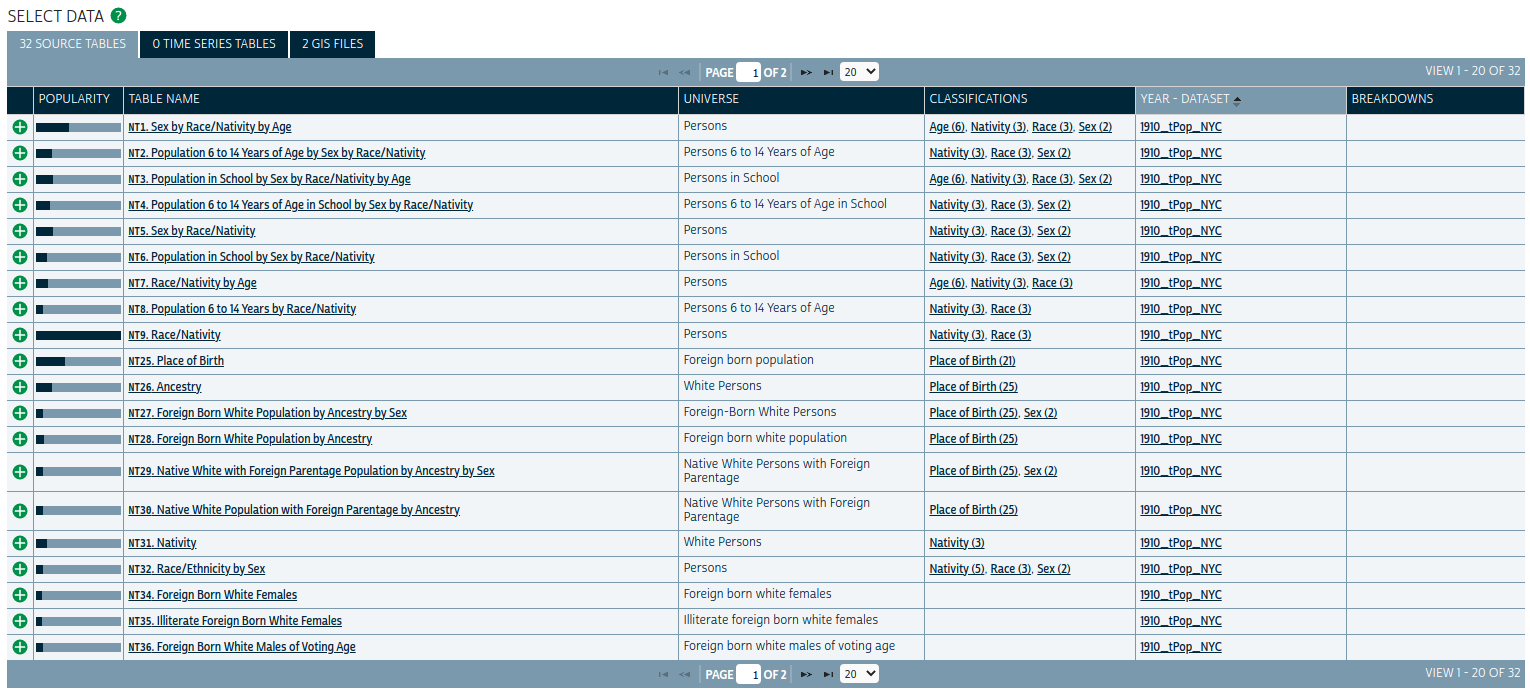 SELECT DATA ?
32 SOURCE TABLES 0 TIME SERIES TABLES 2 GIS FILES
PAGE 1 OF 2 20 VIEW 1 - 20 OF 32
POPULARITY TABLE NAME UNIVERSE CLASSIFICATIONS YEAR - DATASET BREAKDOWNS
NT1. Sex by Race/Nativity by Age Persons Age (6), Nativity (3), Race (3), Sex (2) 1910_tPop_NYC
NT2. Population 6 to 14 Years of Age by Sex by Race/Nativity Persons 6 to 14 Years of Age Nativity (3), Race (3), Sex (2) 1910_tPop_NYC
NT3. Population in School by Sex by Race/Nativity by Age Persons in School Age (6), Nativity (3), Race (3), Sex (2) 1910_tPop_NYC
NT4. Population 6 to 14 Years of Age in School by Sex by Race/Nativity Persons 6 to 14 Years of Age in School Nativity (3), Race (3), Sex (2) 1910_tPop_NYC
NT5. Sex by Race/Nativity Persons Nativity (3), Race (3), Sex (2) 1910_tPop_NYC
NT6. Population in School by Sex by Race/Nativity Persons in School Nativity (3), Race (3), Sex (2) 1910_tPop_NYC
NT7. Race/Nativity by Age Persons Age (6), Nativity (3), Race (3) 1910_tPop_NYC
NT8. Population 6 to 14 Years by Race/Nativity Persons 6 to 14 Years of Age Nativity (3), Race (3) 1910_tPop_NYC
NT9. Race/Nativity Persons Nativity (3), Race (3) 1910_tPop_NYC
NT25. Place of Birth Foreign born population Place of Birth (21) 1910_tPop_NYC
NT26. Ancestry White Persons Place of Birth (25) 1910_tPop_NYC
NT27. Foreign Born White Population by Ancestry by Sex Foreign-Born White Persons Place of Birth (25), Sex (2) 1910_tPop_NYC
NT28. Foreign Born White Population by Ancestry Foreign born white population Place of Birth (25) 1910_tPop_NYC
NT29. Native White with Foreign Parentage Population by Ancestry by Sex Native White Persons with Foreign Parentage Place of Birth (25), Sex (2) 1910_tPop_NYC
NT30. Native White Population with Foreign Parentage by Ancestry Native White Persons with Foreign Parentage Place of Birth (25) 1910_tPop_NYC
NT31. Nativity White Persons Nativity (3) 1910_tPop_NYC
NT32. Race/Ethnicity by Sex Persons Nativity (5), Race (3), Sex (2) 1910_tPop_NYC
NT34. Foreign Born White Females Foreign born white females 1910_tPop_NYC
NT35. Illiterate Foreign Born White Females Illiterate foreign born white females 1910_tPop_NYC
NT36. Foreign Born White Males of Voting Age Foreign born white males of voting age 1910_tPop_NYC
PAGE 1 OF 2 20 VIEW 1 - 20 OF 32